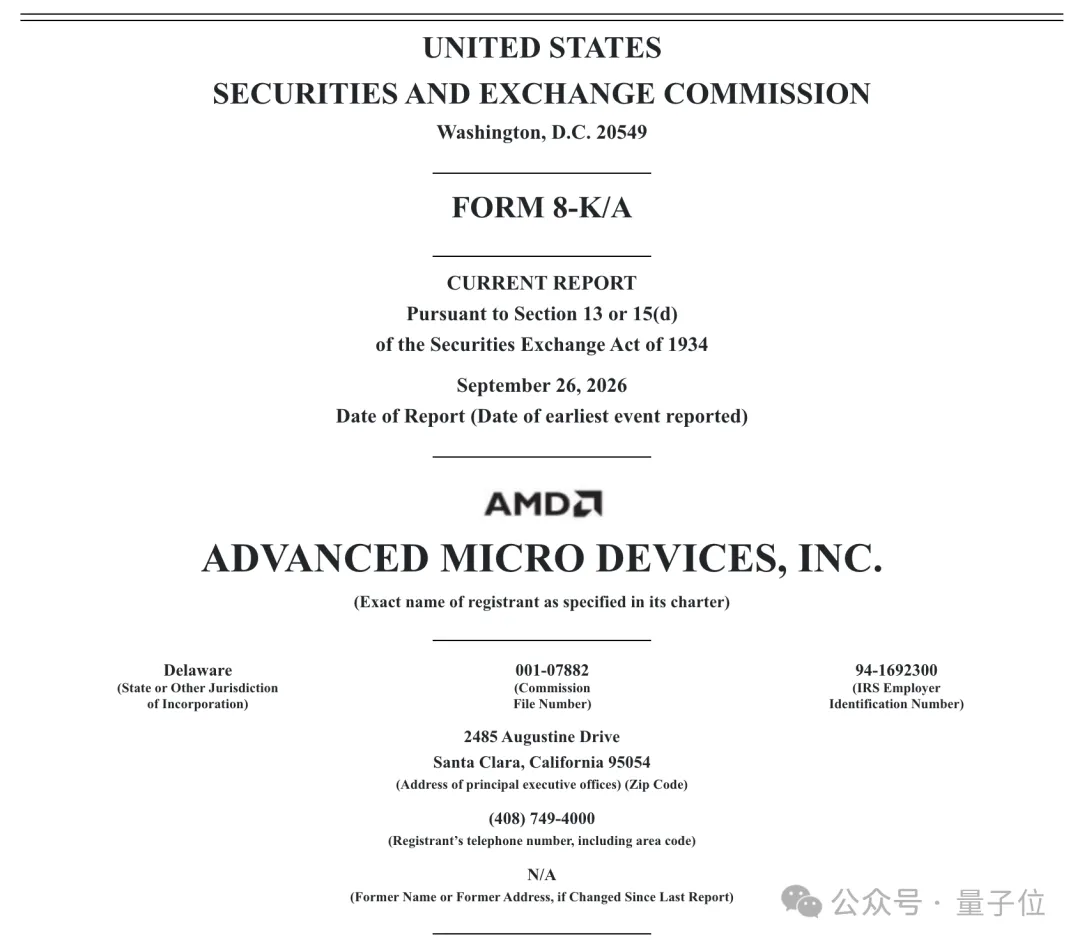 UNITED STATES
SECURITIES AND EXCHANGE COMMISSION
Washington, D.C. 20549
FORM 8-K/A
CURRENT REPORT
Pursuant to Section 13 or 15(d)
of the Securities Exchange Act of 1934
September 26, 2026
Date of Report (Date of earliest event reported)
AMD
ADVANCED MICRO DEVICES, INC.
(Exact name of registrant as specified in its charter)
Delaware 001-07882 94-1692300
(State or Other Jurisdiction (Commission (IRS Employer
of Incorporation) File Number) Identification Number)
2485 Augustine Drive
Santa Clara, California 95054
(Address of principal executive offices) (Zip Code)
(408) 749-4000
(Registrant’s telephone number, including area code)
N/A
(Former Name or Former Address, if Changed Since Last Report)
公众号 · 量子位